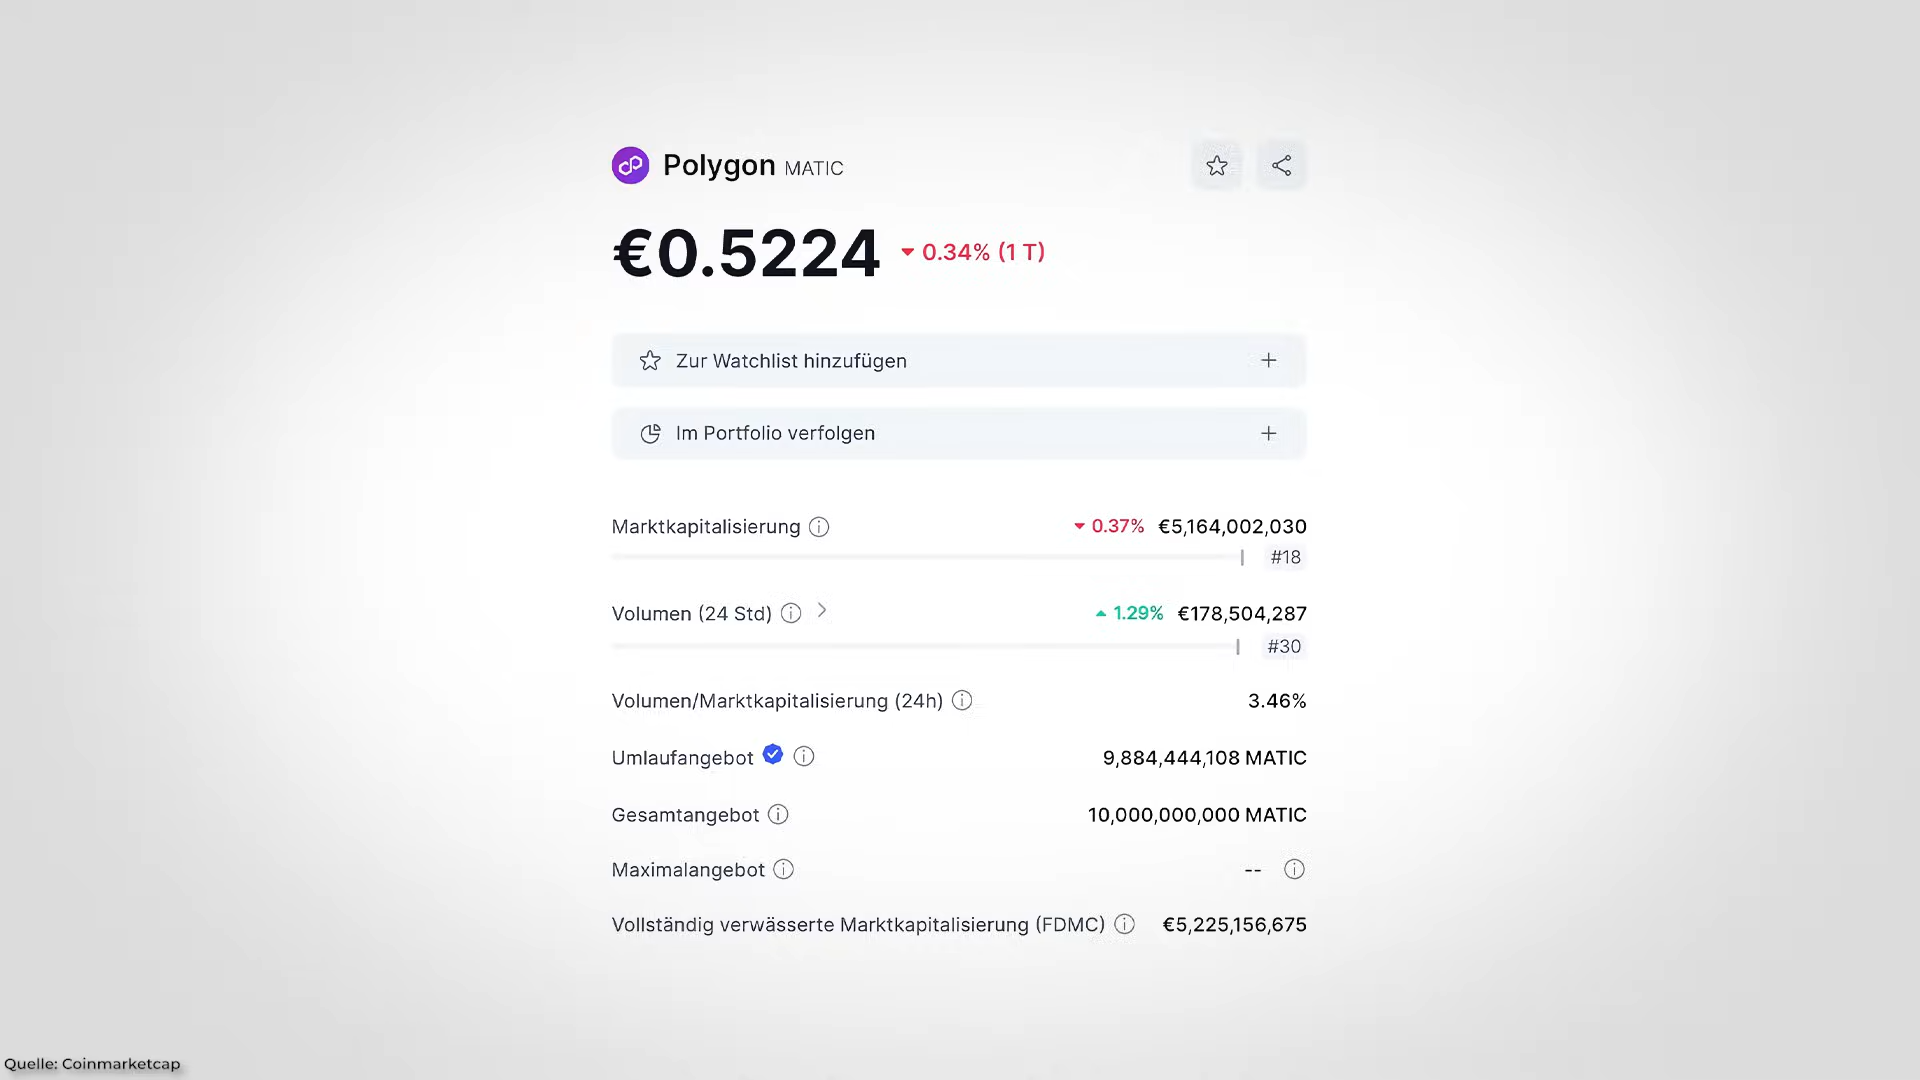 Polygon MATIC
€0.5224 0.34% (1 T)
Zur Watchlist hinzufügen +
Im Portfolio verfolgen +
Marktkapitalisierung 0.37% €5,164,002,030
#18
Volumen (24 Std) 1.29% €178,504,287
#30
Volumen/Marktkapitalisierung (24h) 3.46%
Umlaufangebot 9,884,444,108 MATIC
Gesamtangebot 10,000,000,000 MATIC
Maximalangebot --
Vollständig verwässerte Marktkapitalisierung (FDMC) €5,225,156,675
Quelle: Coinmarketcap